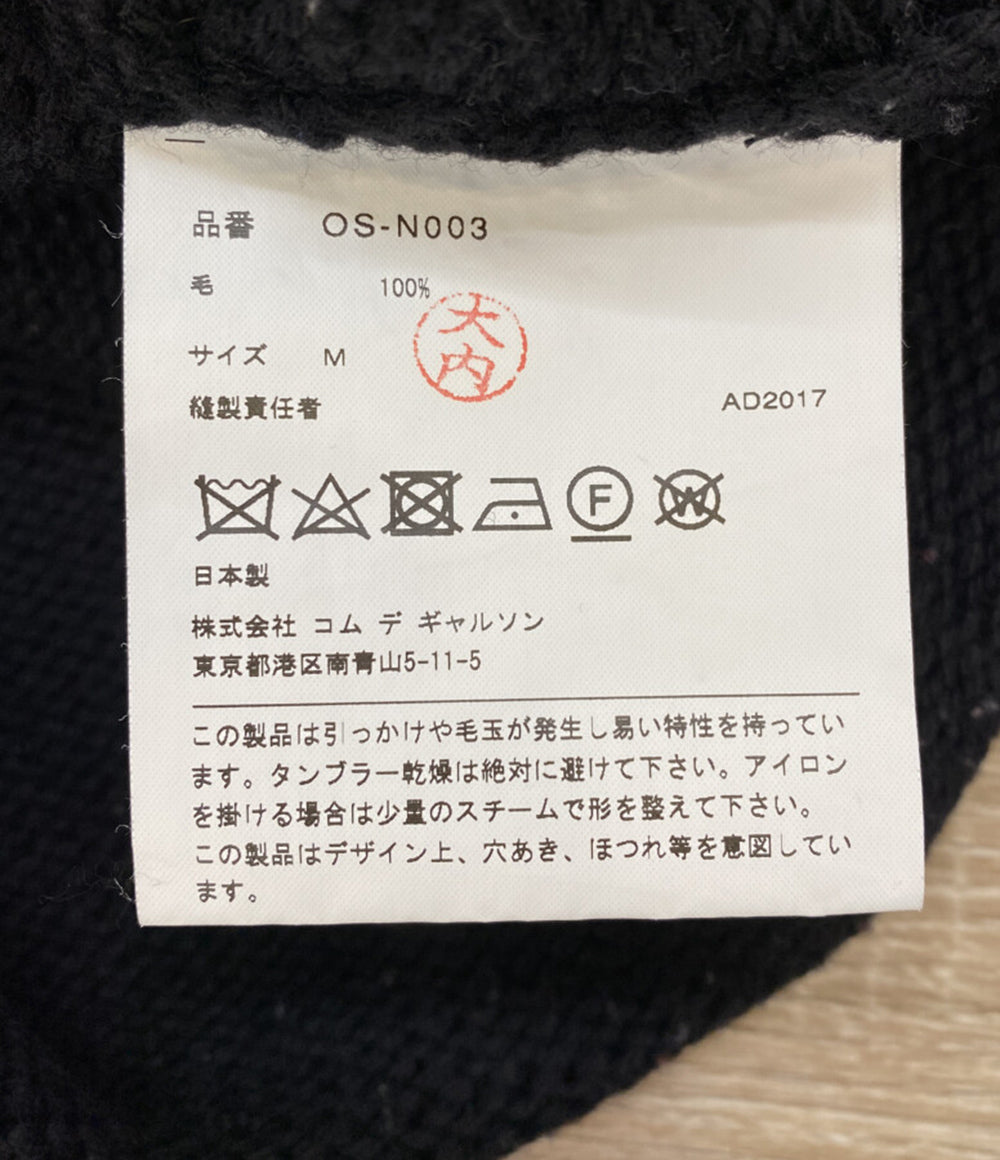 品番 OS-N003
毛 100%
大内
サイズ M
縫製責任者 AD2017
F W
日本製
株式会社 コム デ ギャルソン
東京都港区南青山5-11-5
この製品は引っかけや毛玉が発生し易い特性を持ってい
ます。タンブラー乾燥は絶対に避けて下さい。アイロン
を掛ける場合は少量のスチームで形を整えて下さい。
この製品はデザイン上、穴あき、ほつれ等を意図してい
ます。